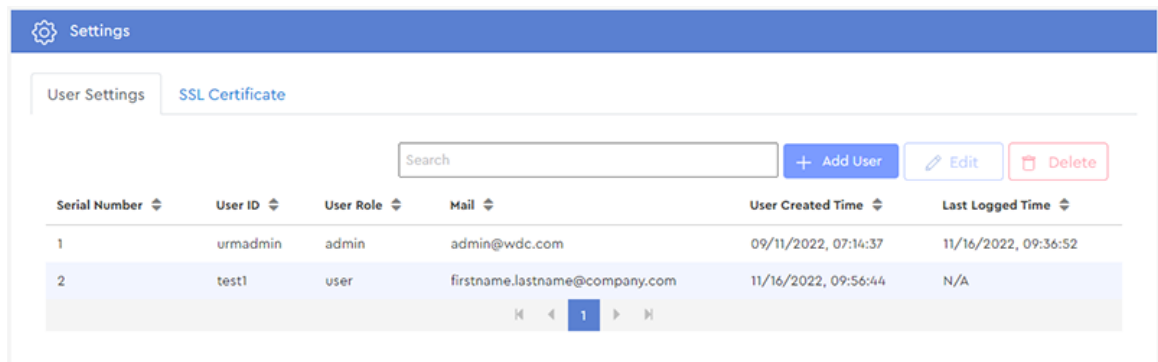 Settings
User Settings SSL Certificate
Search + Add User Edit Delete
Serial Number User ID User Role Mail User Created Time Last Logged Time
1 urmadmin admin admin@wdc.com 09/11/2022, 07:14:37 11/16/2022, 09:36:52
2 test1 user firstname.lastname@company.com 11/16/2022, 09:56:44 N/A
1